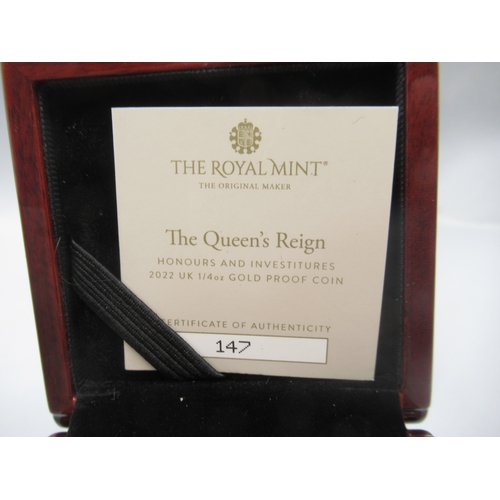 THE ROYAL MINT®
THE ORIGINAL MAKER
The Queen's Reign
HONOURS AND INVESTITURES
2022 UK 1/4oz GOLD PROOF COIN
CERTIFICATE OF AUTHENTICITY
147